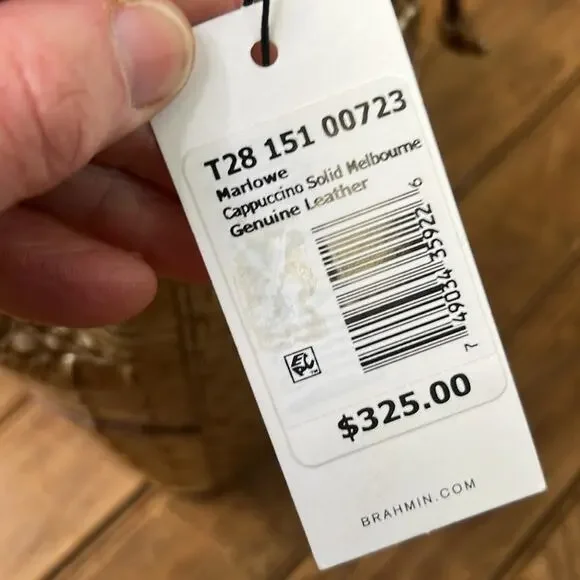 T28 151 00723
Marlowe
Cappuccino Solid Melbourne
Genuine Leather
7 49034 35922 6
$325.00
BRAHMIN.COM